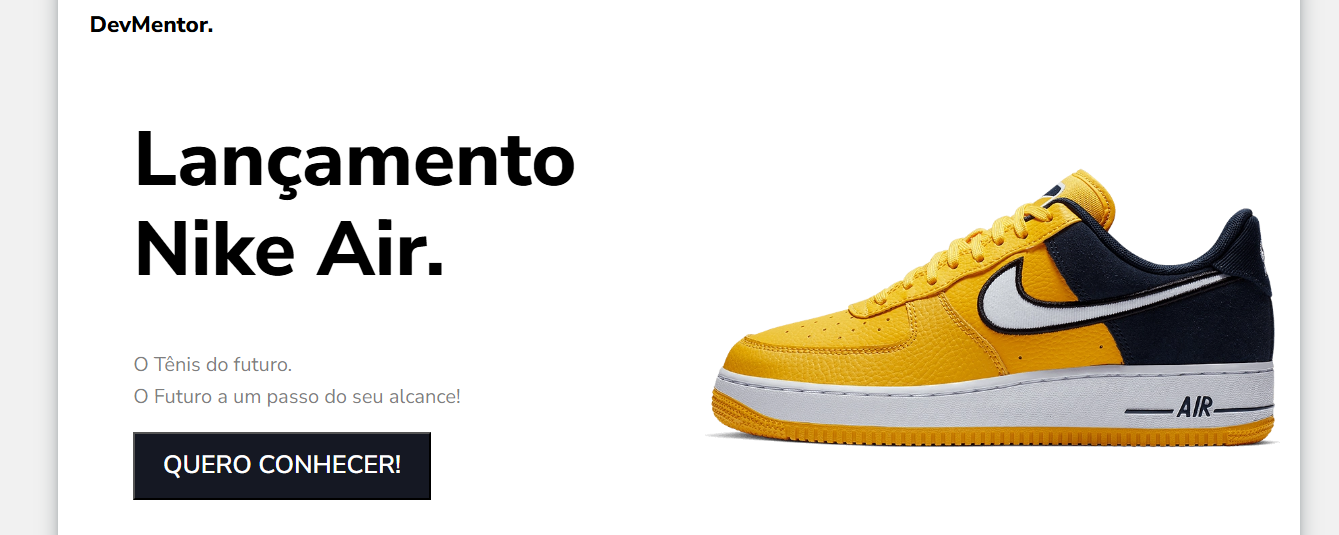 DevMentor.
Lançamento
Nike Air.
O Tênis do futuro.
O Futuro a um passo do seu alcance!
QUERO CONHECER!
AIR